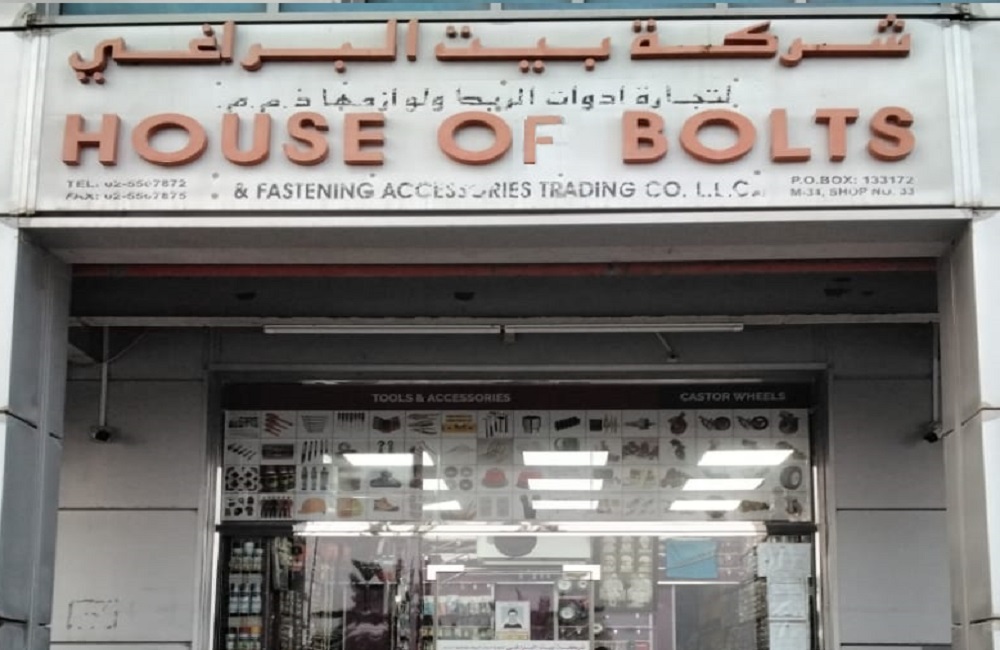 شركة بيت البراغي
لتجارة ادوات الربط ولوازمها ذ.م.م.
HOUSE OF BOLTS
& FASTENING ACCESSORIES TRADING CO. L.L.C.
TEL: 02-5567872
FAX: 02-5567875
P.O.BOX: 133172
M-34, SHOP NO. 33
TOOLS & ACCESSORIES
CASTOR WHEELS